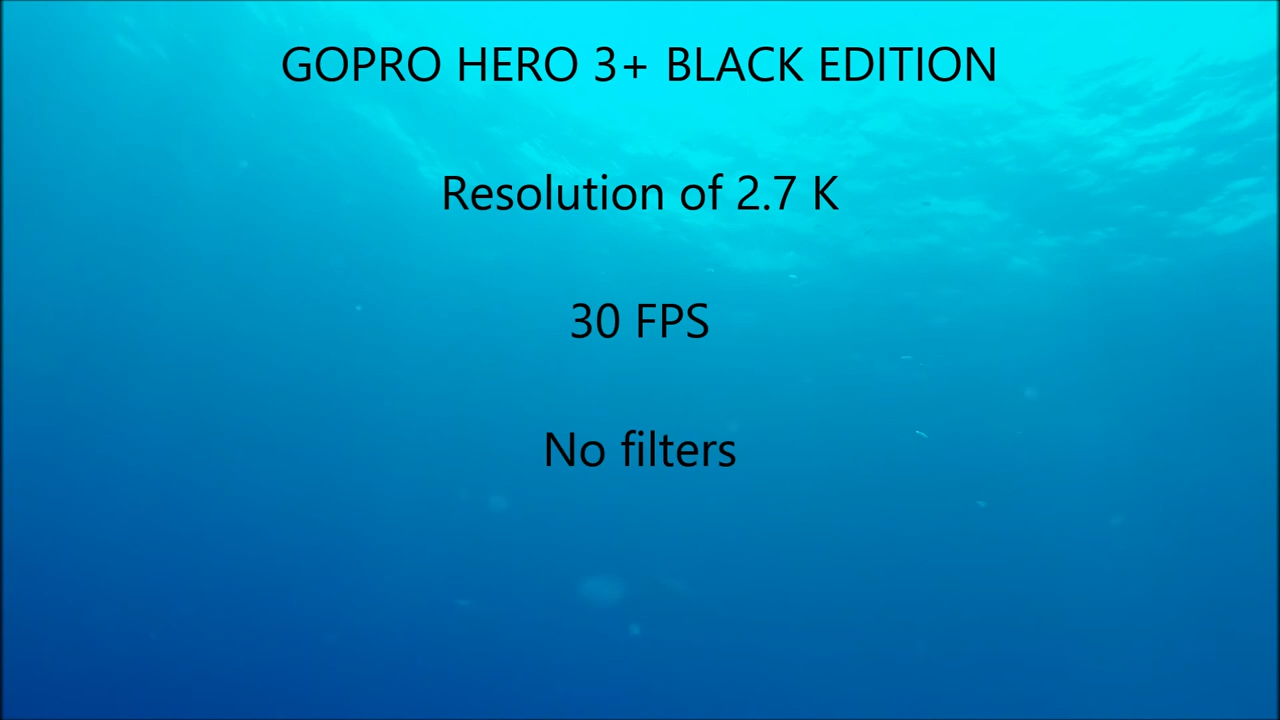 GOPRO HERO 3+ BLACK EDITION
Resolution of 2.7 K
30 FPS
No filters